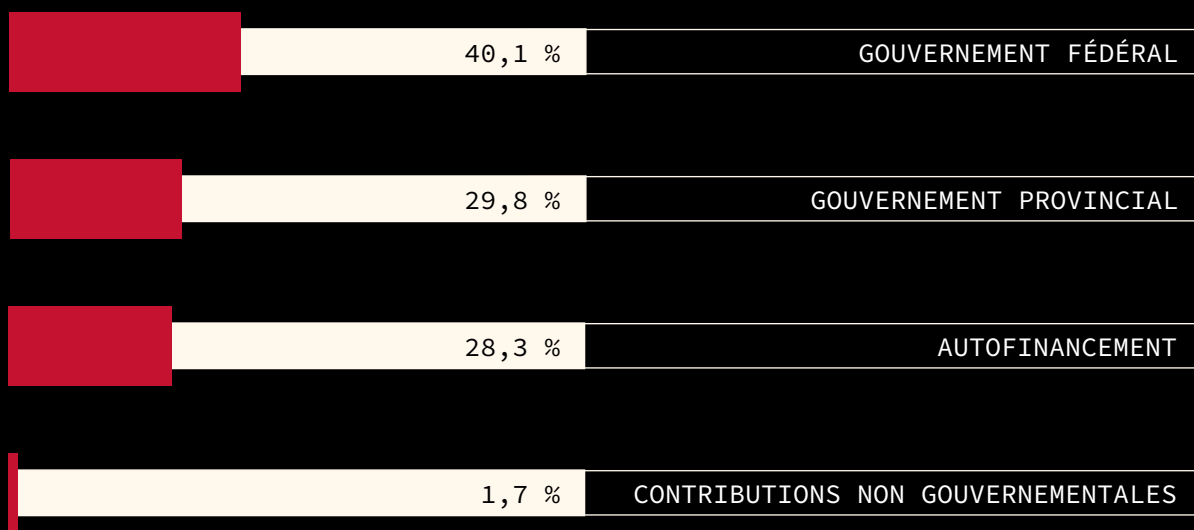 40,1 % GOUVERNEMENT FÉDÉRAL
29,8 % GOUVERNEMENT PROVINCIAL
28,3 % AUTOFINANCEMENT
1,7 % CONTRIBUTIONS NON GOUVERNEMENTALES